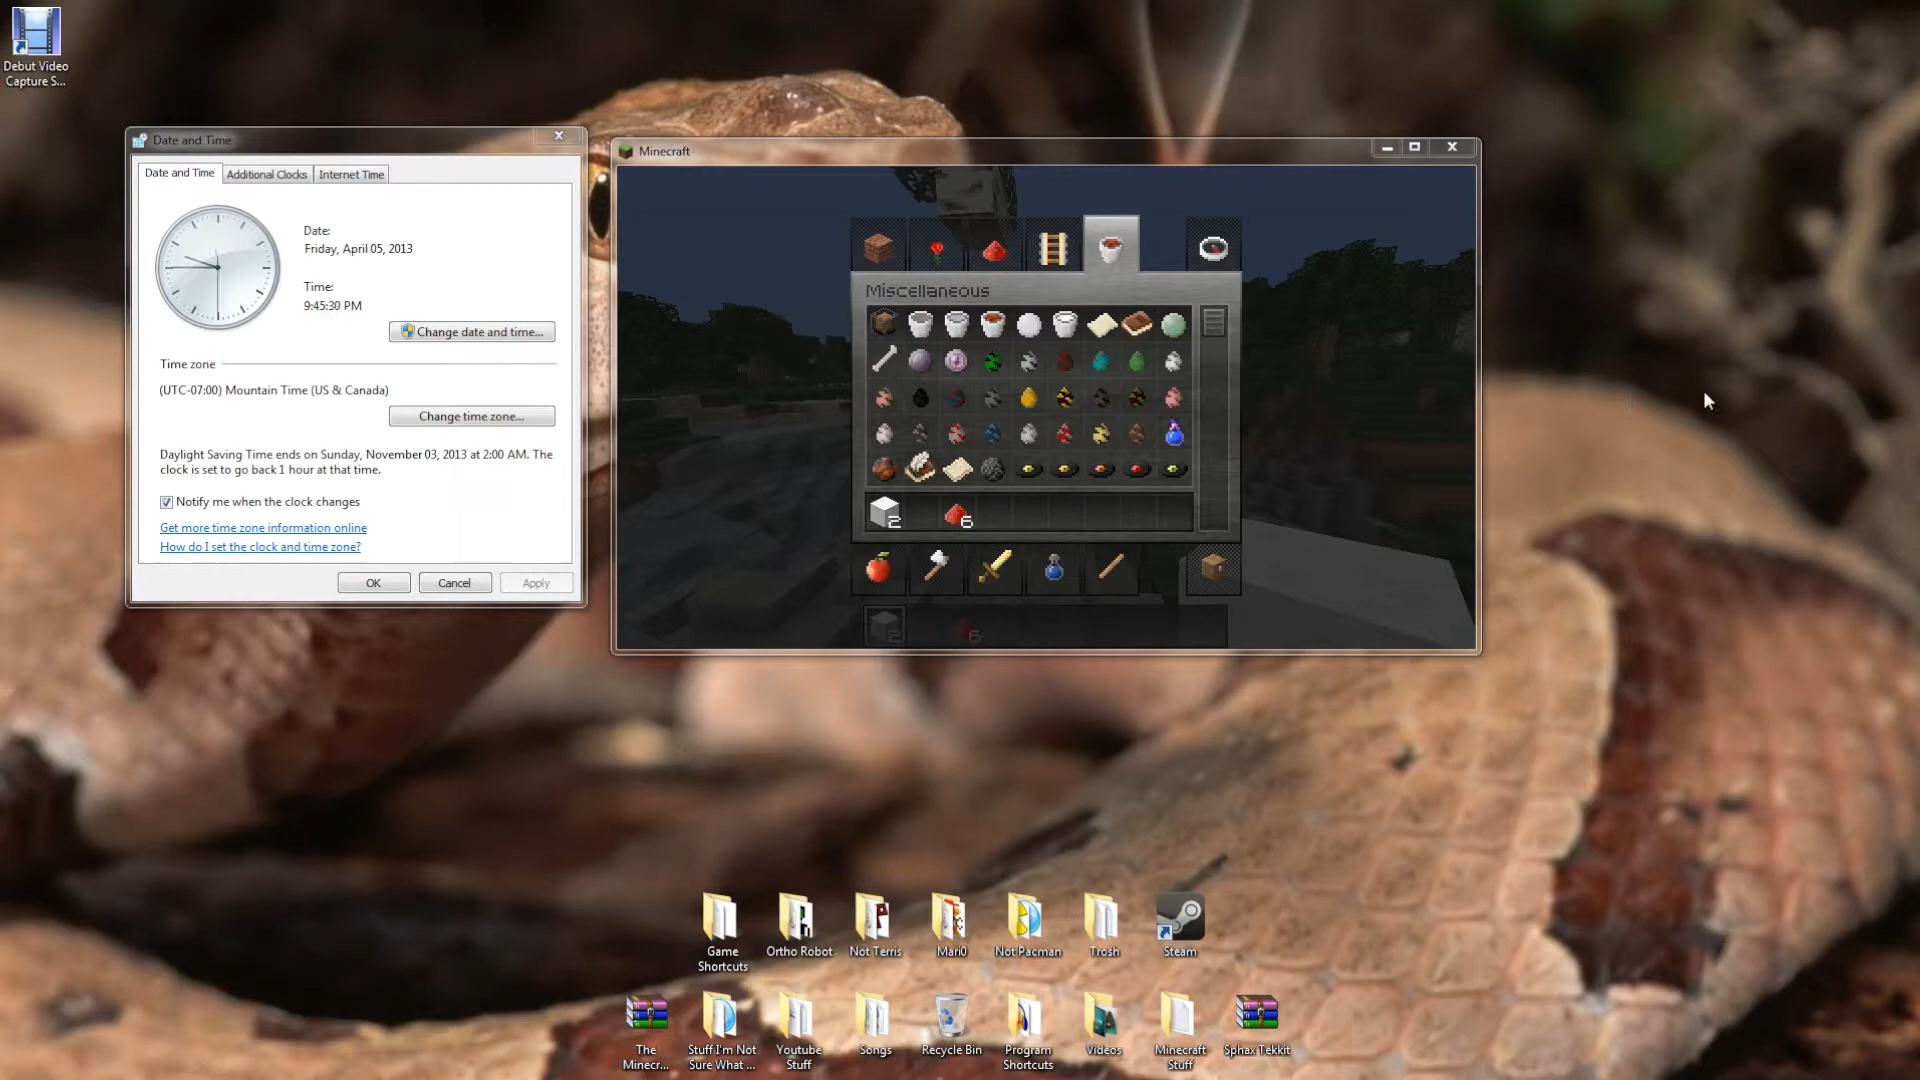 Debut Video
Capture S...
Date and Time
Date and Time
Additional Clocks
Internet Time
Date:
Friday, April 05, 2013
Time:
9:45:30 PM
Change date and time...
Time zone
(UTC-07:00) Mountain Time (US & Canada)
Change time zone...
Daylight Saving Time ends on Sunday, November 03, 2013 at 2:00 AM. The
clock is set to go back 1 hour at that time.
Notify me when the clock changes
Get more time zone information online
How do I set the clock and time zone?
OK
Cancel
Apply
Minecraft
Miscellaneous
2
6
2
6
Game
Shortcuts
Ortho Robot
Not Terris
Mari0
Not Pacman
Trosh
Steam
The
Minecr...
Stuff I'm Not
Sure What ...
Youtube
Stuff
Songs
Recycle Bin
Program
Shortcuts
Videos
Minecraft
Stuff
Sphax Tekkit